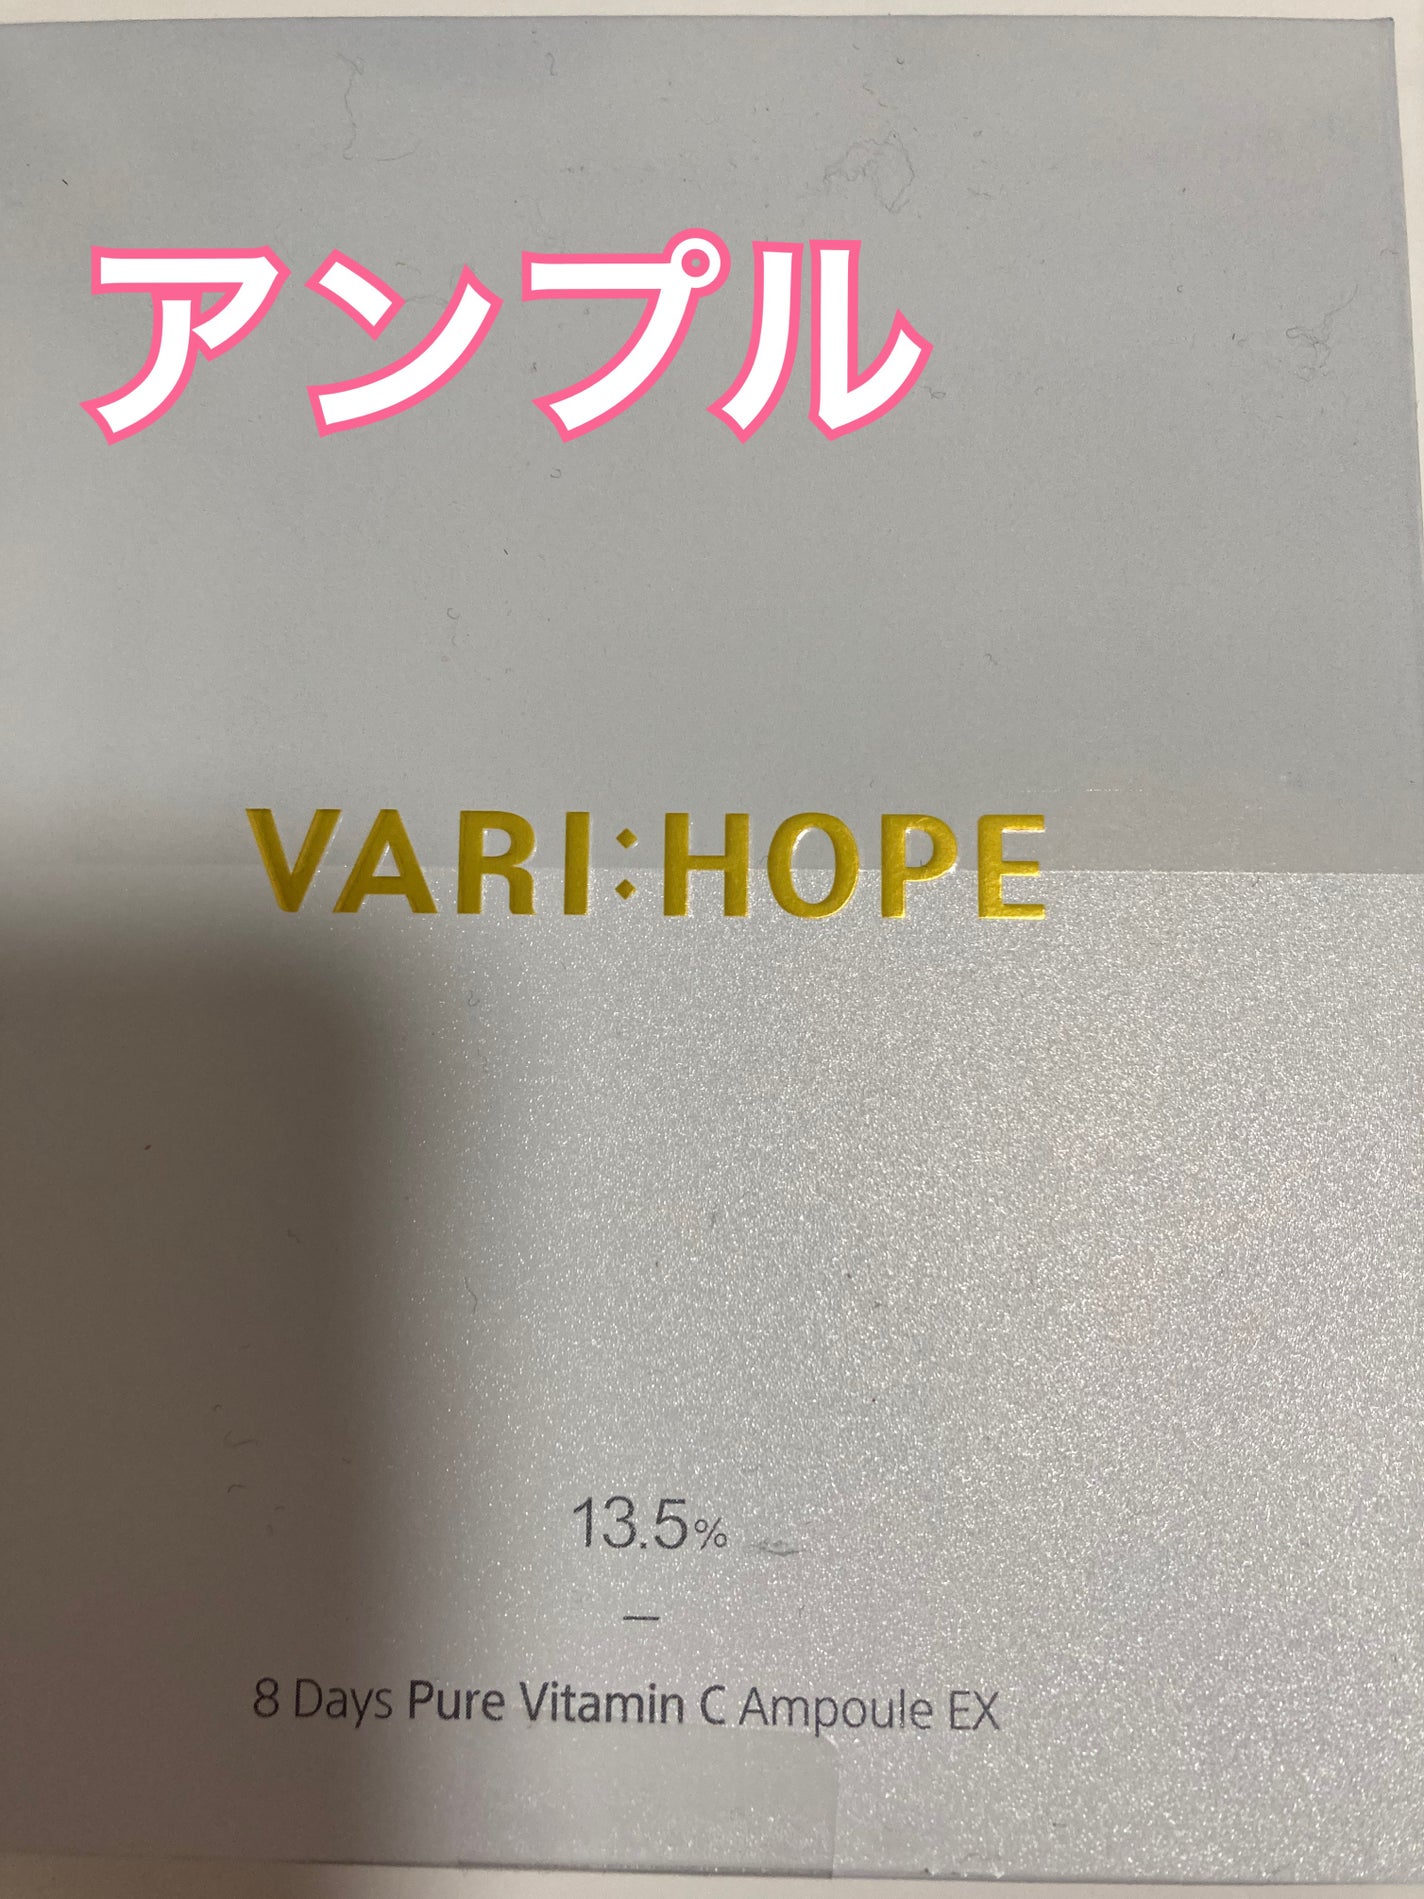 アンプル
VARI:HOPE
13.5%
8 Days Pure Vitamin C Ampoule EX